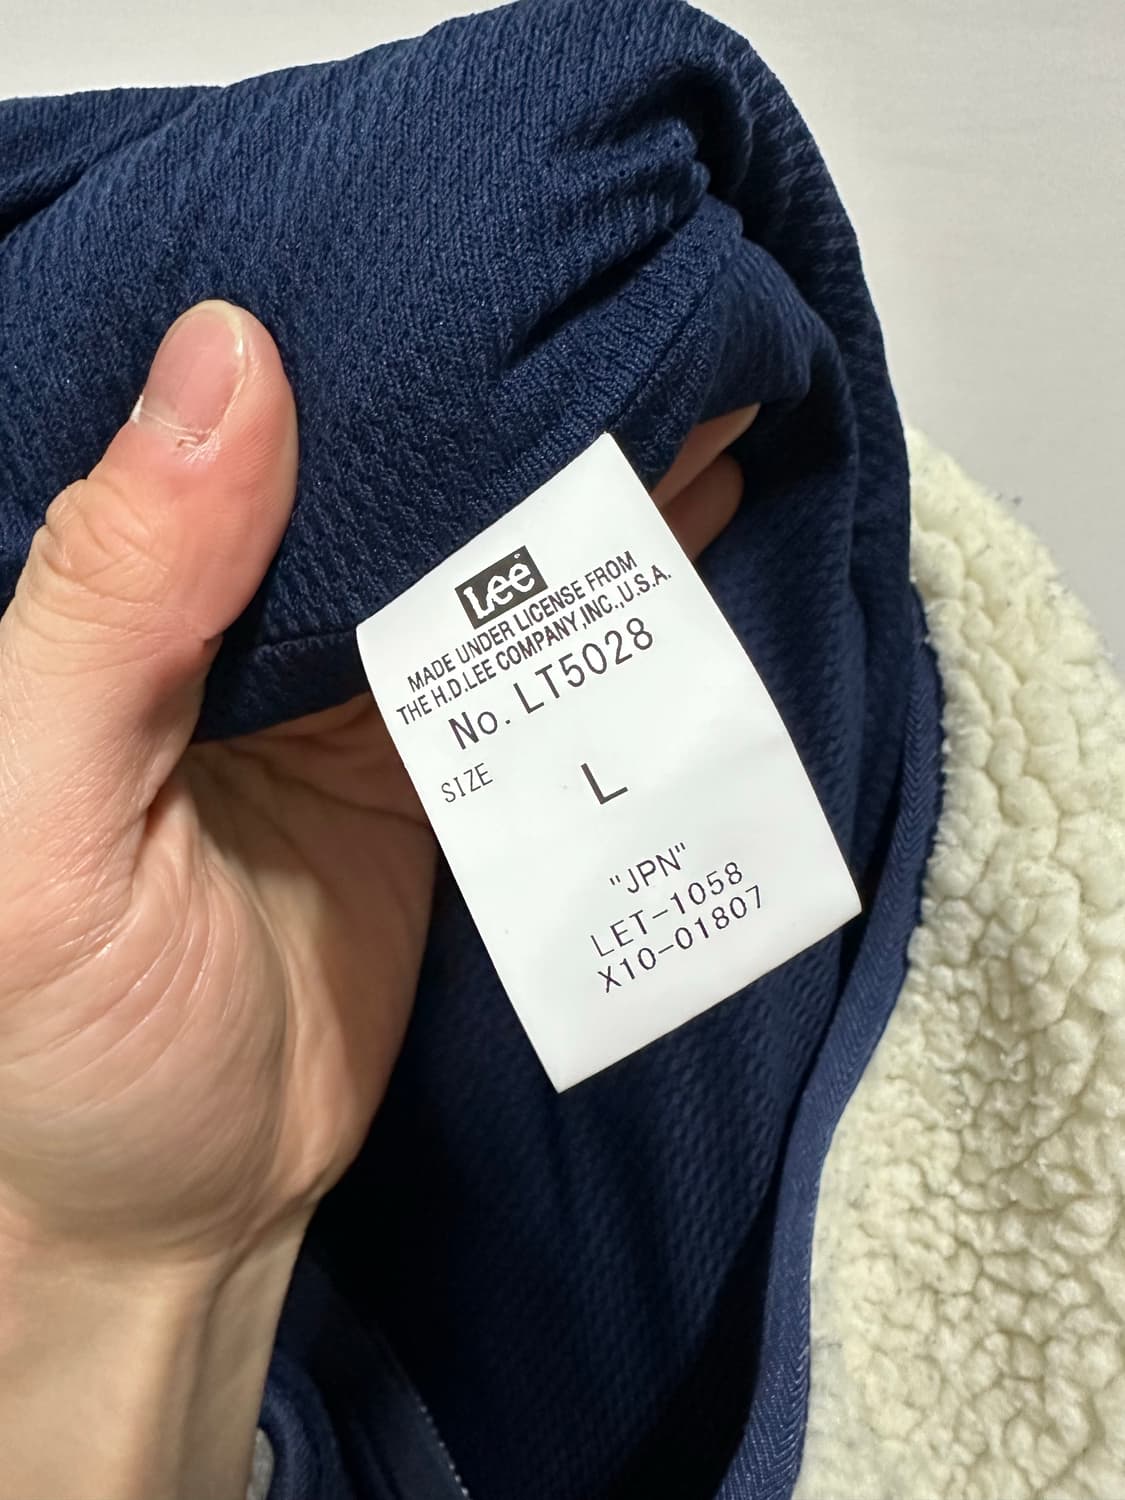 Lee
MADE UNDER LICENSE FROM
THE H.D.LEE COMPANY,INC.,U.S.A.
No. LT5028
SIZE L
"JPN"
LET-1058
X10-01807